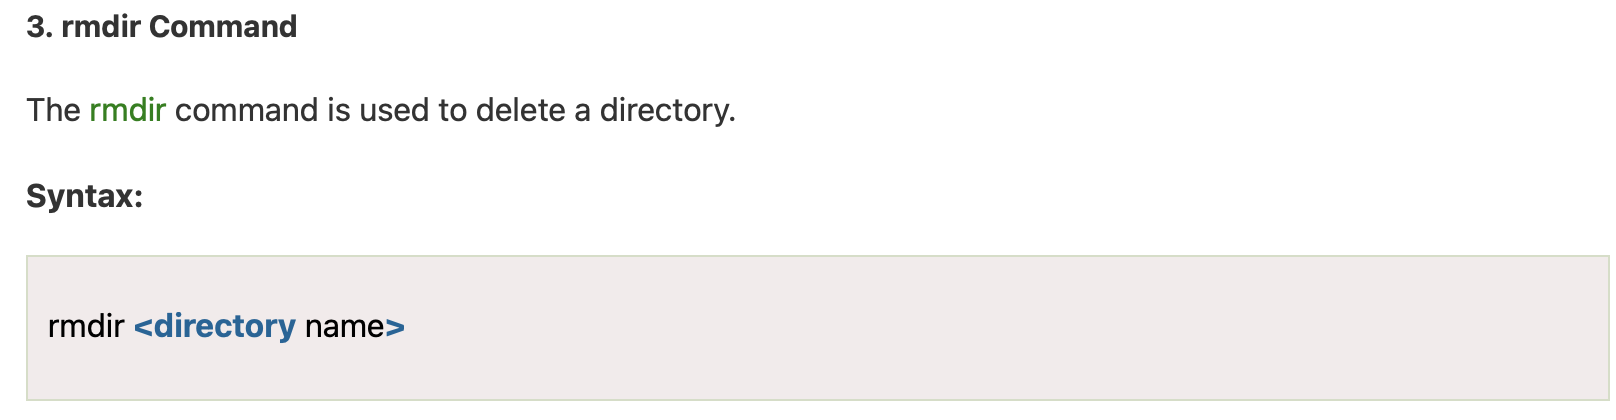 3. rmdir Command
The rmdir command is used to delete a directory.
Syntax:
rmdir <directory name>